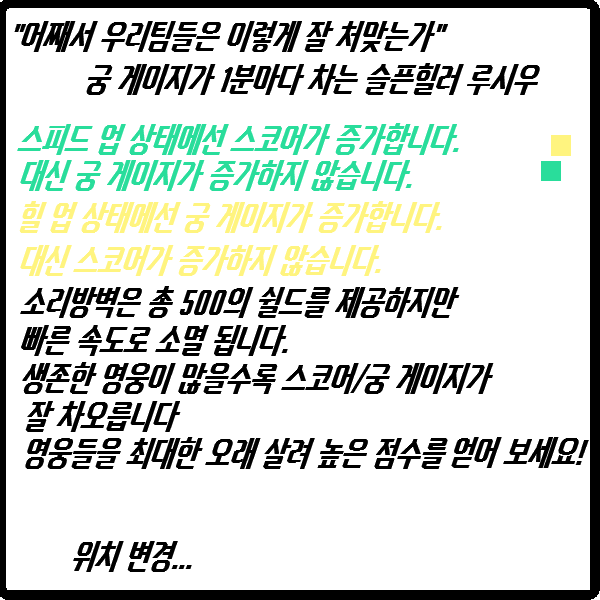 "어째서 우리팀들은 이렇게 잘 쳐맞는가"
궁 게이지가 1분마다 차는 슬픈힐러 루시우
스피드 업 상태에선 스코어가 증가합니다.
대신 궁 게이지가 증가하지 않습니다.
힐 업 상태에선 궁 게이지가 증가합니다.
대신 스코어가 증가하지 않습니다.
소리방벽은 총 500의 쉴드를 제공하지만
빠른 속도로 소멸 됩니다.
생존한 영웅이 많을수록 스코어/궁 게이지가
잘 차오릅니다
영웅들을 최대한 오래 살려 높은 점수를 얻어 보세요!
위치 변경...